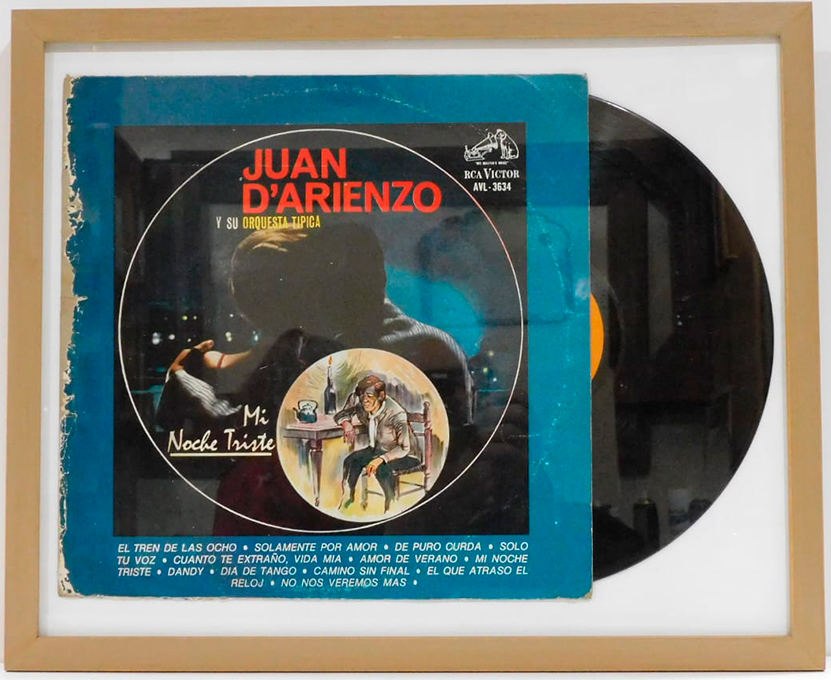 "HIS MASTER'S VOICE"
RCA VICTOR
AVL - 3634
JUAN
D'ARIENZO
Y SU ORQUESTA TIPICA
Mi
Noche Triste
EL TREN DE LAS OCHO • SOLAMENTE POR AMOR • DE PURO CURDA • SOLO
TU VOZ • CUANTO TE EXTRAÑO, VIDA MIA • AMOR DE VERANO • MI NOCHE
TRISTE • DANDY • DIA DE TANGO • CAMINO SIN FINAL • EL QUE ATRASO EL
RELOJ • NO NOS VEREMOS MAS •